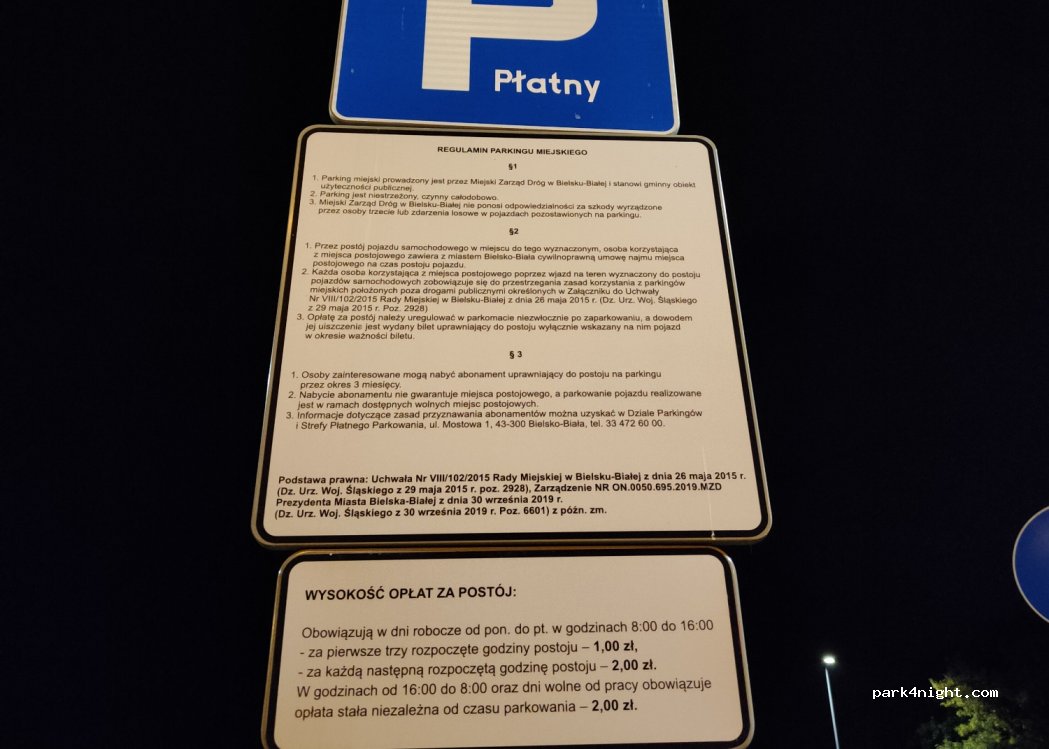 P
Płatny
REGULAMIN PARKINGU MIEJSKIEGO
§1
1. Parking miejski prowadzony jest przez Miejski Zarząd Dróg w Bielsku-Białej i stanowi gminny obiekt
użyteczności publicznej.
2. Parking jest niestrzeżony, czynny całodobowo.
3. Miejski Zarząd Dróg w Bielsku-Białej nie ponosi odpowiedzialności za szkody wyrządzone
przez osoby trzecie lub zdarzenia losowe w pojazdach pozostawionych na parkingu.
§2
1. Przez postój pojazdu samochodowego w miejscu do tego wyznaczonym, osoba korzystająca
z miejsca postojowego zawiera z miastem Bielsko-Biała cywilnoprawną umowę najmu miejsca
postojowego na czas postoju pojazdu.
2. Każda osoba korzystająca z miejsca postojowego poprzez wjazd na teren wyznaczony do postoju
pojazdów samochodowych zobowiązuje się do przestrzegania zasad korzystania z parkingów
miejskich położonych poza drogami publicznymi określonych w Załączniku do Uchwały
Nr VIII/102/2015 Rady Miejskiej w Bielsku-Białej z dnia 26 maja 2015 r. (Dz. Urz. Woj. Śląskiego
z 29 maja 2015 r. Poz. 2928)
3. Opłatę za postój należy uregulować w parkomacie niezwłocznie po zaparkowaniu, a dowodem
jej uiszczenie jest wydany bilet uprawniający do postoju wyłącznie wskazany na nim pojazd
w okresie ważności biletu.
§ 3
1. Osoby zainteresowane mogą nabyć abonament uprawniający do postoju na parkingu
przez okres 3 miesięcy.
2. Nabycie abonamentu nie gwarantuje miejsca postojowego, a parkowanie pojazdu realizowane
jest w ramach dostępnych wolnych miejsc postojowych.
3. Informacje dotyczące zasad przyznawania abonamentów można uzyskać w Dziale Parkingów
i Strefy Płatnego Parkowania, ul. Mostowa 1, 43-300 Bielsko-Biała, tel. 33 472 60 00.
Podstawa prawna: Uchwała Nr VIII/102/2015 Rady Miejskiej w Bielsku-Białej z dnia 26 maja 2015 r.
(Dz. Urz. Woj. Śląskiego z 29 maja 2015 r. poz. 2928), Zarządzenie NR ON.0050.695.2019.MZD
Prezydenta Miasta Bielska-Białej z dnia 30 września 2019 r.
(Dz. Urz. Woj. Śląskiego z 30 września 2019 r. Poz. 6601) z późn. zm.
WYSOKOŚĆ OPŁAT ZA POSTÓJ:
Obowiązują w dni robocze od pon. do pt. w godzinach 8:00 do 16:00
- za pierwsze trzy rozpoczęte godziny postoju – 1,00 zł,
- za każdą następną rozpoczętą godzinę postoju – 2,00 zł.
W godzinach od 16:00 do 8:00 oraz dni wolne od pracy obowiązuje
opłata stała niezależna od czasu parkowania – 2,00 zł.
park4night.com